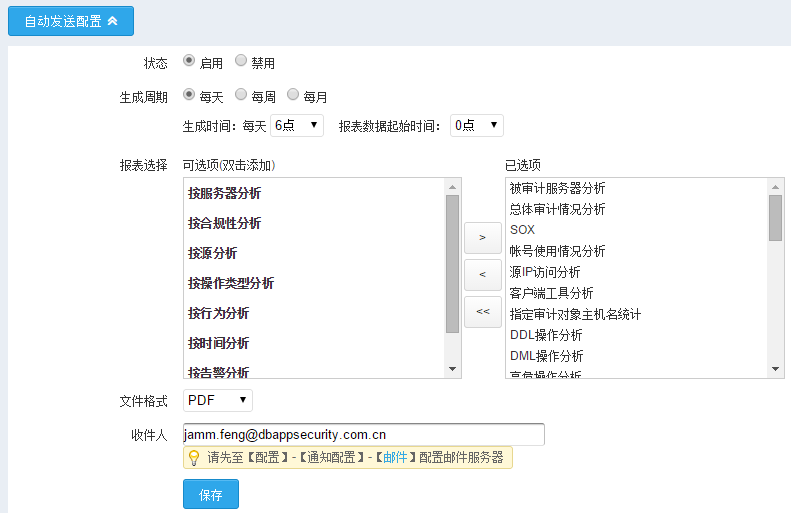 自动发送配置
状态 启用 禁用
生成周期 每天 每周 每月
生成时间：每天 6点 报表数据起始时间： 0点
报表选择 可选项(双击添加) 已选项
按服务器分析
按合规性分析
按源分析
按操作类型分析
按行为分析
按时间分析
按告警分析
>
<
<<
被审计服务器分析
总体审计情况分析
SOX
帐号使用情况分析
源IP访问分析
客户端工具分析
指定审计对象主机名统计
DDL操作分析
DML操作分析
高危操作分析
文件格式 PDF
收件人 jamm.feng@dbappsecurity.com.cn
请先至【配置】-【通知配置】-【邮件】配置邮件服务器
保存